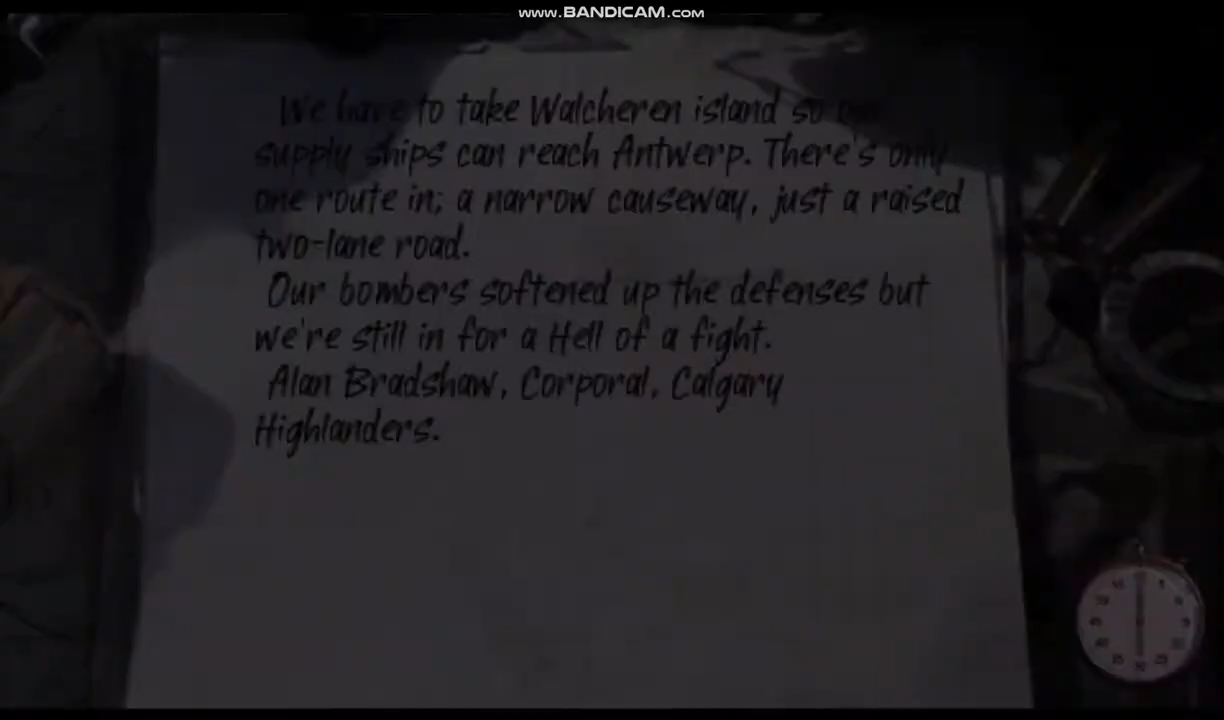 www.BANDICAM.com
We have to take Walcheren island so our
supply ships can reach Antwerp. There's only
one route in; a narrow causeway, just a raised
two-lane road.
Our bombers softened up the defenses but
we're still in for a Hell of a fight.
Alan Bradshaw, Corporal, Calgary
Highlanders.